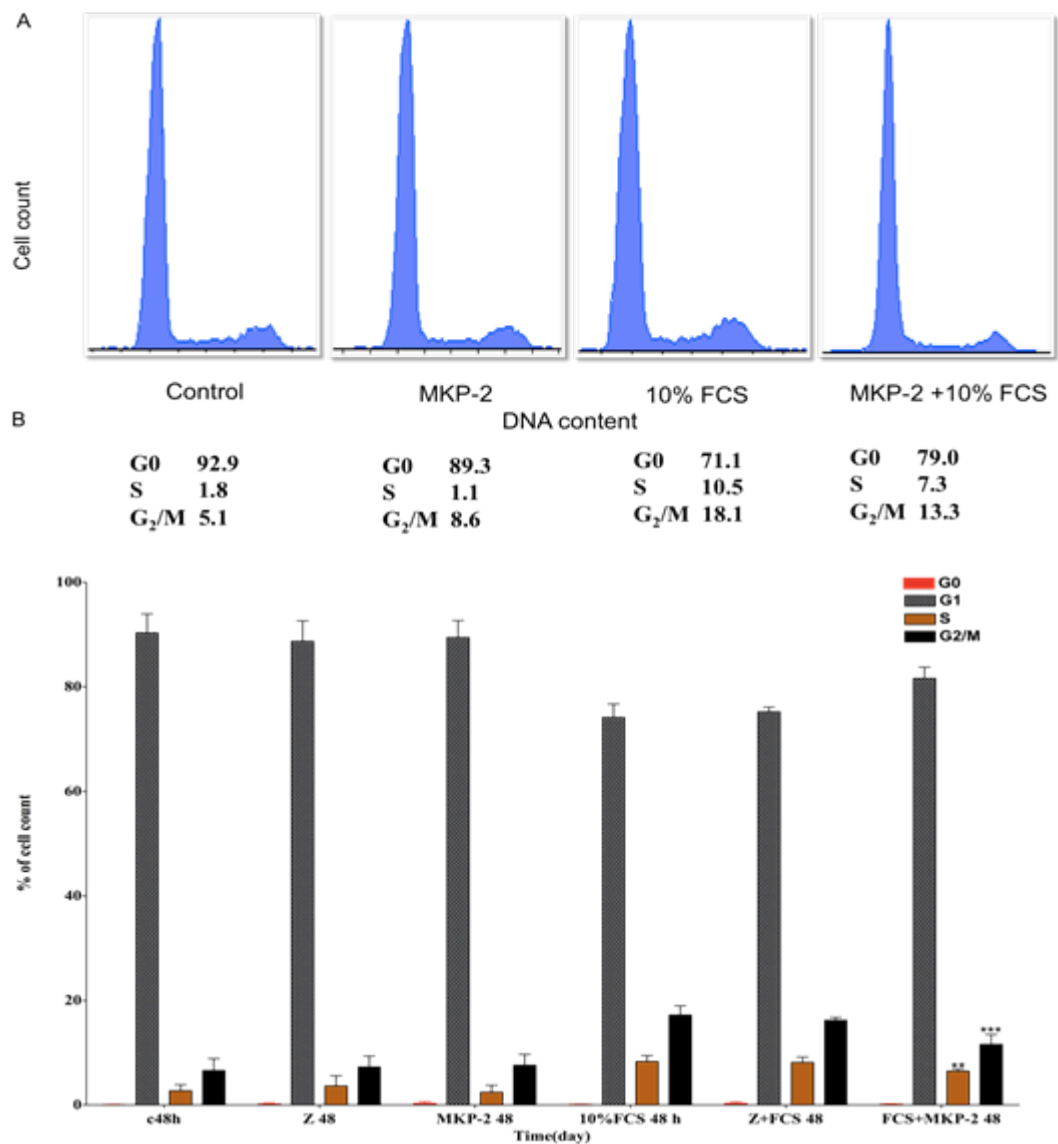 A
Cell count
Control
MKP-2
10% FCS
MKP-2 +10% FCS
DNA content
B
G0 92.9
S 1.8
G₂/M 5.1
G0 89.3
S 1.1
G₂/M 8.6
G0 71.1
S 10.5
G₂/M 18.1
G0 79.0
S 7.3
G₂/M 13.3
G0
G1
S
G2/M
% of cell count
100
80
60
40
20
0
** ***
c48h
Z 48
MKP-2 48
10%FCS 48 h
Z+FCS 48
FCS+MKP-2 48
Time(day)